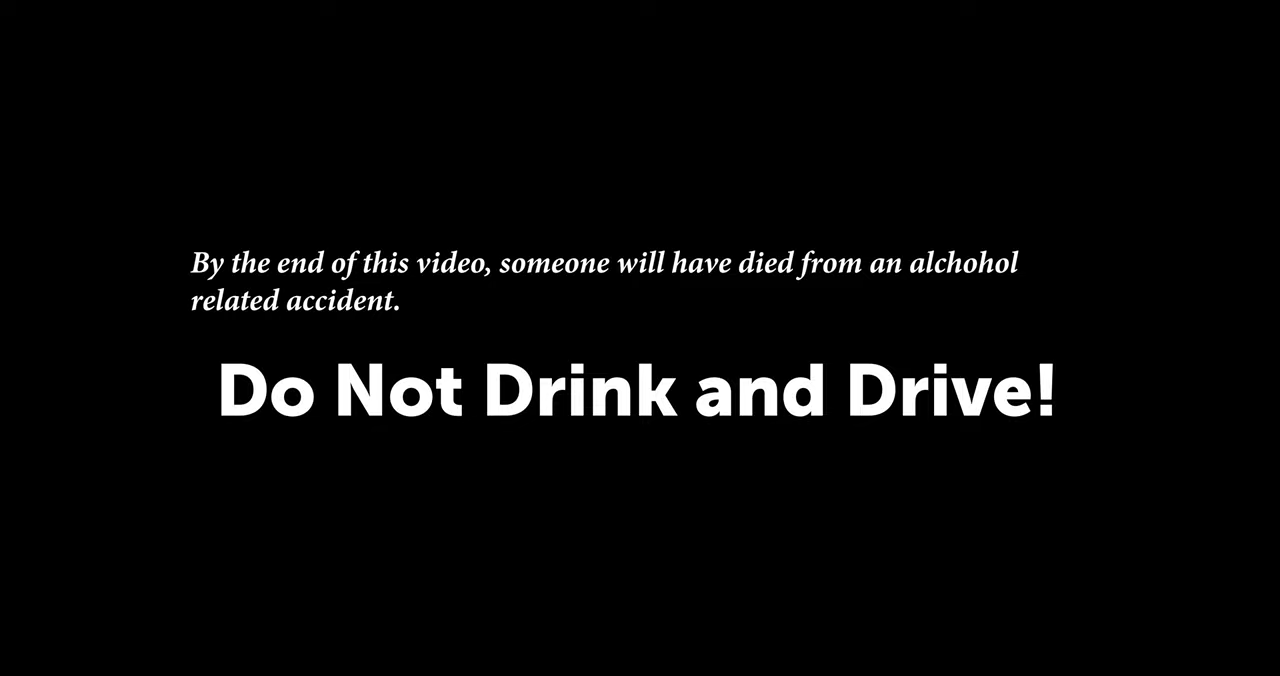 By the end of this video, someone will have died from an alchohol
related accident.
Do Not Drink and Drive!